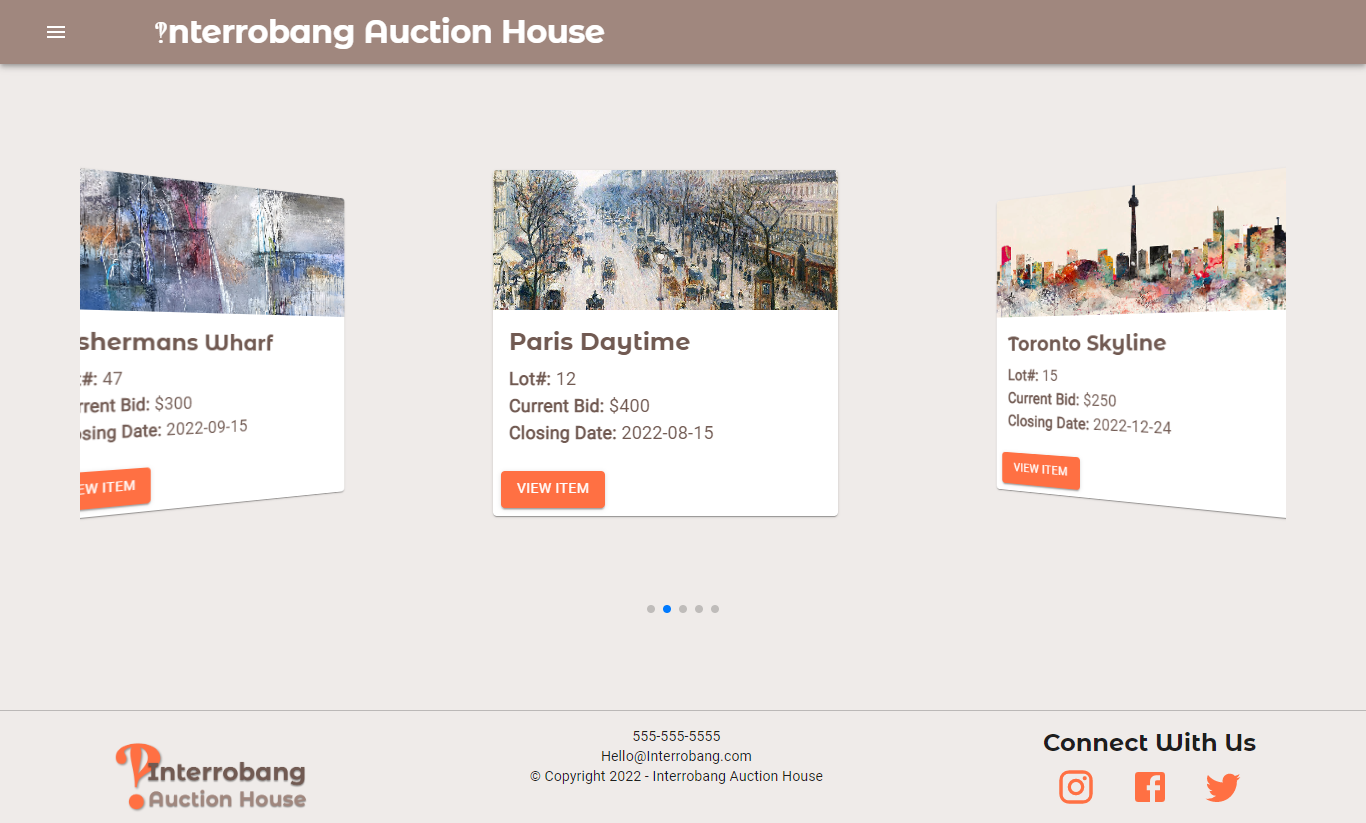 ‽nterrobang Auction House
shermans Wharf
#: 47
rrent Bid: $300
osing Date: 2022-09-15
EW ITEM
Paris Daytime
Lot#: 12
Current Bid: $400
Closing Date: 2022-08-15
VIEW ITEM
Toronto Skyline
Lot#: 15
Current Bid: $250
Closing Date: 2022-12-24
VIEW ITEM
‽Interrobang
Auction House
555-555-5555
Hello@Interrobang.com
© Copyright 2022 - Interrobang Auction House
Connect With Us